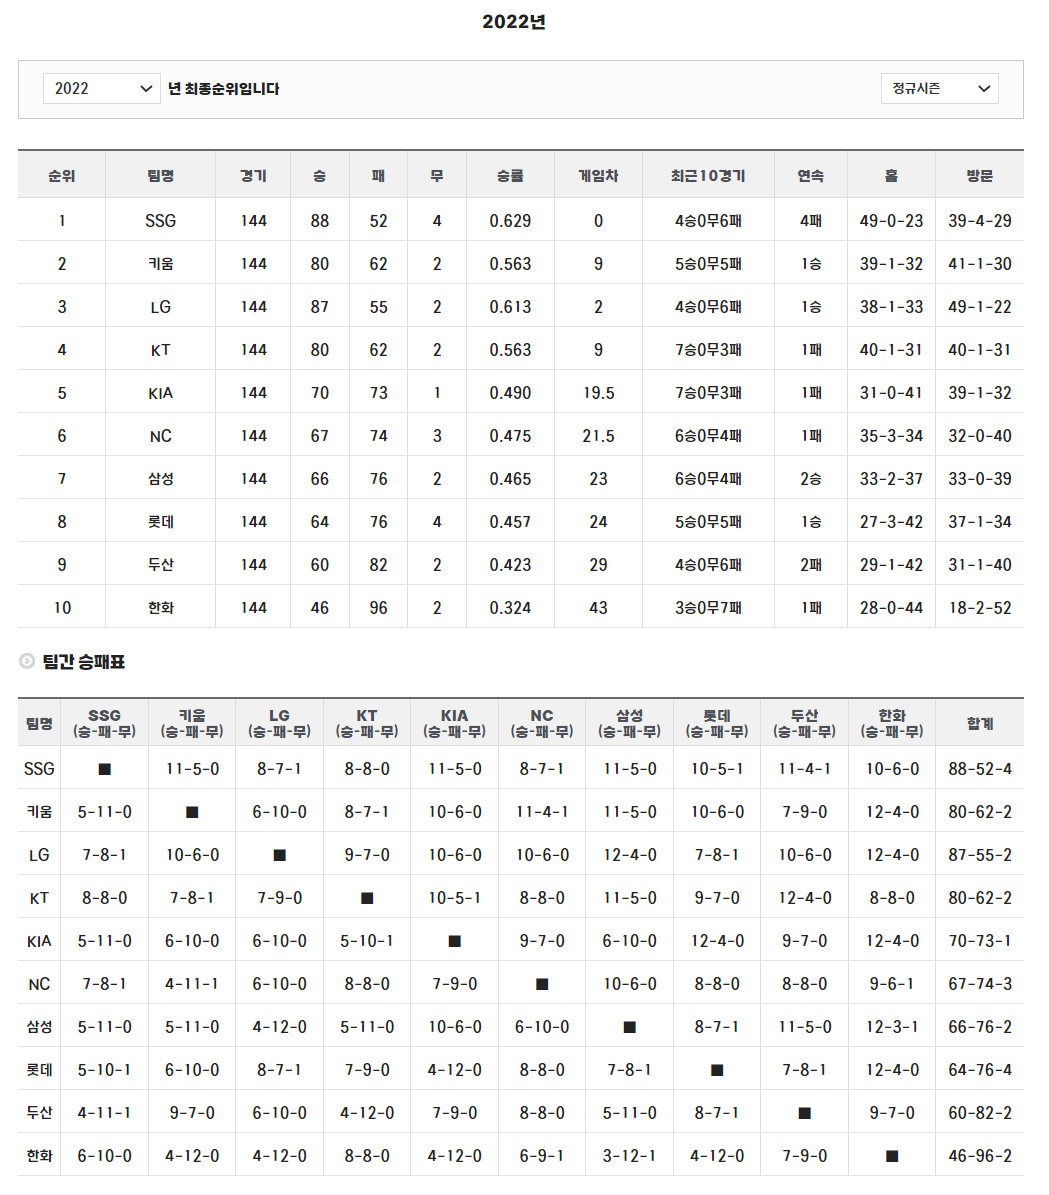 2022년
2022 년 최종순위입니다 정규시즌
순위 팀명 경기 승 패 무 승률 게임차 최근10경기 연속 홈 방문
1 SSG 144 88 52 4 0.629 0 4승0무6패 4패 49-0-23 39-4-29
2 키움 144 80 62 2 0.563 9 5승0무5패 1승 39-1-32 41-1-30
3 LG 144 87 55 2 0.613 2 4승0무6패 1승 38-1-33 49-1-22
4 KT 144 80 62 2 0.563 9 7승0무3패 1패 40-1-31 40-1-31
5 KIA 144 70 73 1 0.490 19.5 7승0무3패 1패 31-0-41 39-1-32
6 NC 144 67 74 3 0.475 21.5 6승0무4패 1패 35-3-34 32-0-40
7 삼성 144 66 76 2 0.465 23 6승0무4패 2승 33-2-37 33-0-39
8 롯데 144 64 76 4 0.457 24 5승0무5패 1승 27-3-42 37-1-34
9 두산 144 60 82 2 0.423 29 4승0무6패 2패 29-1-42 31-1-40
10 한화 144 46 96 2 0.324 43 3승0무7패 1패 28-0-44 18-2-52
팀간 승패표
팀명 SSG 키움 LG KT KIA NC 삼성 롯데 두산 한화 합계
(승-패-무) (승-패-무) (승-패-무) (승-패-무) (승-패-무) (승-패-무) (승-패-무) (승-패-무) (승-패-무) (승-패-무)
SSG ■ 11-5-0 8-7-1 8-8-0 11-5-0 8-7-1 11-5-0 10-5-1 11-4-1 10-6-0 88-52-4
키움 5-11-0 ■ 6-10-0 8-7-1 10-6-0 11-4-1 11-5-0 10-6-0 7-9-0 12-4-0 80-62-2
LG 7-8-1 10-6-0 ■ 9-7-0 10-6-0 10-6-0 12-4-0 7-8-1 10-6-0 12-4-0 87-55-2
KT 8-8-0 7-8-1 7-9-0 ■ 10-5-1 8-8-0 11-5-0 9-7-0 12-4-0 8-8-0 80-62-2
KIA 5-11-0 6-10-0 6-10-0 5-10-1 ■ 9-7-0 6-10-0 12-4-0 9-7-0 12-4-0 70-73-1
NC 7-8-1 4-11-1 6-10-0 8-8-0 7-9-0 ■ 10-6-0 8-8-0 8-8-0 9-6-1 67-74-3
삼성 5-11-0 5-11-0 4-12-0 5-11-0 10-6-0 6-10-0 ■ 8-7-1 11-5-0 12-3-1 66-76-2
롯데 5-10-1 6-10-0 8-7-1 7-9-0 4-12-0 8-8-0 7-8-1 ■ 7-8-1 12-4-0 64-76-4
두산 4-11-1 9-7-0 6-10-0 4-12-0 7-9-0 8-8-0 5-11-0 8-7-1 ■ 9-7-0 60-82-2
한화 6-10-0 4-12-0 4-12-0 8-8-0 4-12-0 6-9-1 3-12-1 4-12-0 7-9-0 ■ 46-96-2